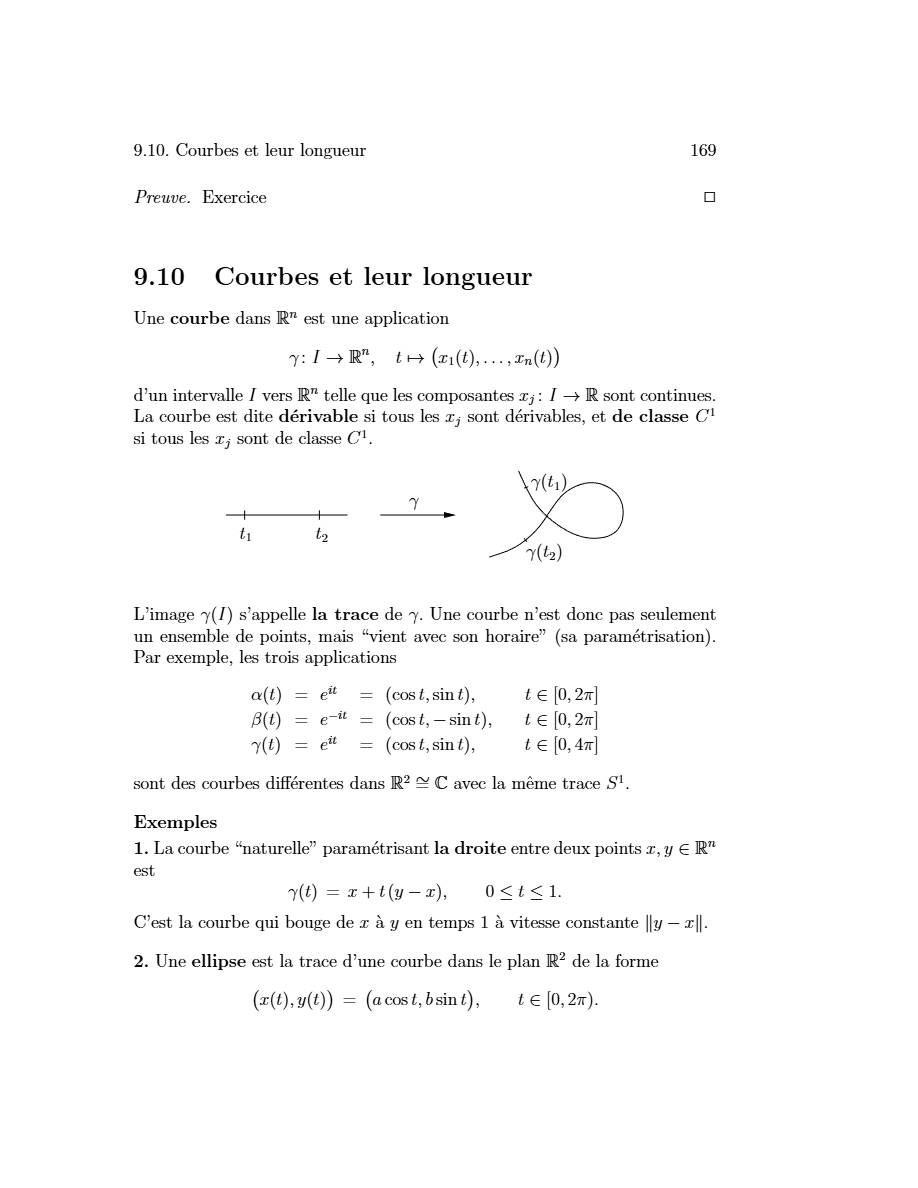 9.10. Courbes et leur longueur 169
Preuve. Exercice □
9.10 Courbes et leur longueur
Une courbe dans ℝⁿ est une application
γ: I → ℝⁿ, t ↦ (x₁(t), . . . , xₙ(t))
d'un intervalle I vers ℝⁿ telle que les composantes xⱼ: I → ℝ sont continues.
La courbe est dite dérivable si tous les xⱼ sont dérivables, et de classe C¹
si tous les xⱼ sont de classe C¹.
t₁ t₂ γ γ(t₁) γ(t₂)
L'image γ(I) s'appelle la trace de γ. Une courbe n'est donc pas seulement
un ensemble de points, mais “vient avec son horaire” (sa paramétrisation).
Par exemple, les trois applications
α(t) = e^{it} = (cos t, sin t), t ∈ [0, 2π]
β(t) = e^{−it} = (cos t, − sin t), t ∈ [0, 2π]
γ(t) = e^{it} = (cos t, sin t), t ∈ [0, 4π]
sont des courbes différentes dans ℝ² ≅ ℂ avec la même trace S¹.
Exemples
1. La courbe “naturelle” paramétrisant la droite entre deux points x, y ∈ ℝⁿ
est
γ(t) = x + t (y − x), 0 ≤ t ≤ 1.
C'est la courbe qui bouge de x à y en temps 1 à vitesse constante ‖y − x‖.
2. Une ellipse est la trace d'une courbe dans le plan ℝ² de la forme
(x(t), y(t)) = (a cos t, b sin t), t ∈ [0, 2π).